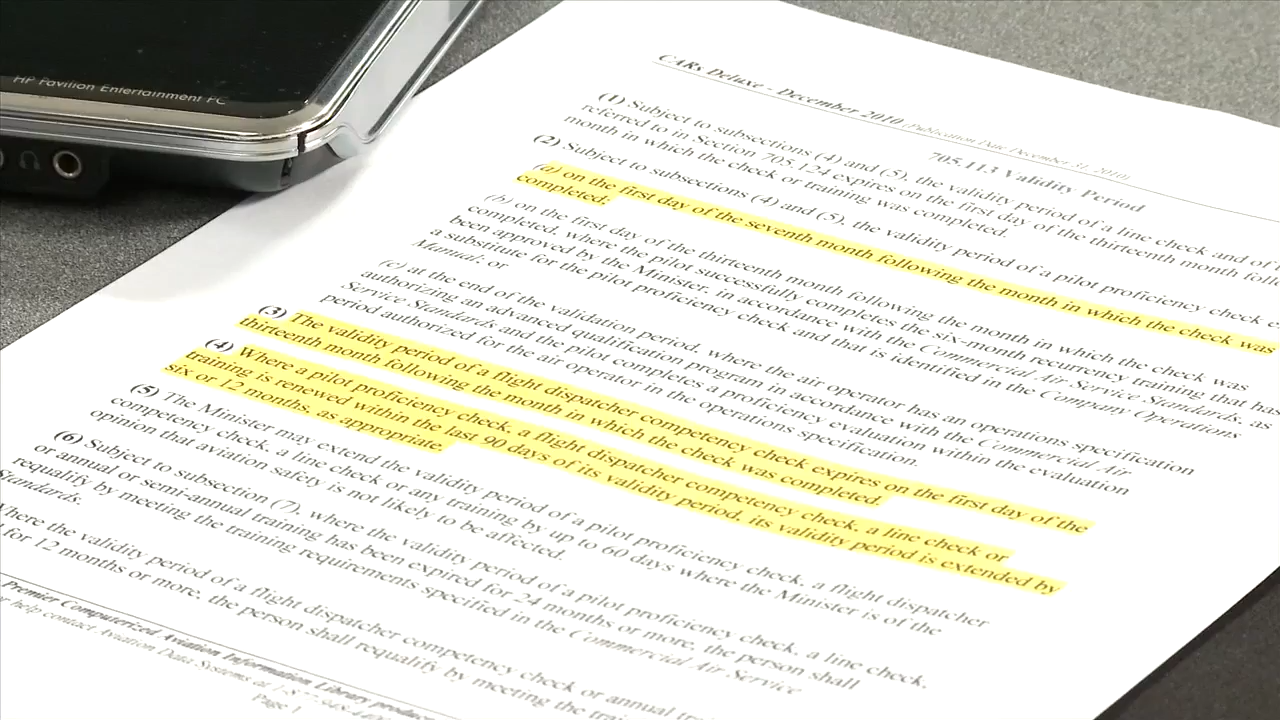 HP Pavilion Entertainment PC
CARs Deluxe - December 2010 (Publication Date December 31, 2010)
705.113 Validity Period
(1) Subject to subsections (4) and (5), the validity period of a line check and of
referred to in Section 705.124 expires on the first day of the thirteenth month
month in which the check or training was completed.
(2) Subject to subsections (4) and (5), the validity period of a pilot proficiency check
(a) on the first day of the seventh month following the month in which the check was
completed;
(b) on the first day of the thirteenth month following the month in which the check was
completed, where the pilot successfully completes the six-month recurrency training that has
been approved by the Minister, in accordance with the Commercial Air Service Standards, as
a substitute for the pilot proficiency check and that is identified in the Company Operations
Manual; or
(c) at the end of the validation period, where the air operator has an operations specification
authorizing an advanced qualification program in accordance with the Commercial Air
Service Standards and the pilot completes a proficiency evaluation within the evaluation
period authorized for the air operator in the operations specification.
(3) The validity period of a flight dispatcher competency check expires on the first day of the
thirteenth month following the month in which the check was completed.
(4) Where a pilot proficiency check, a flight dispatcher competency check, a line check or
training is renewed within the last 90 days of its validity period, its validity period is extended by
six or 12 months, as appropriate.
(5) The Minister may extend the validity period of a pilot proficiency check, a flight dispatcher
competency check, a line check or any training by up to 60 days where the Minister is of the
opinion that aviation safety is not likely to be affected.
(6) Subject to subsection (7), where the validity period of a pilot proficiency check, a line check,
or annual or semi-annual training has been expired for 24 months or more, the person shall
requalify by meeting the training requirements specified in the Commercial Air Service
Standards.
Where the validity period of a flight dispatcher competency check or annual
for 12 months or more, the person shall requalify by meeting the
Premier Computerized Aviation Information Library
help contact Aviation Data Systems at
Page 1